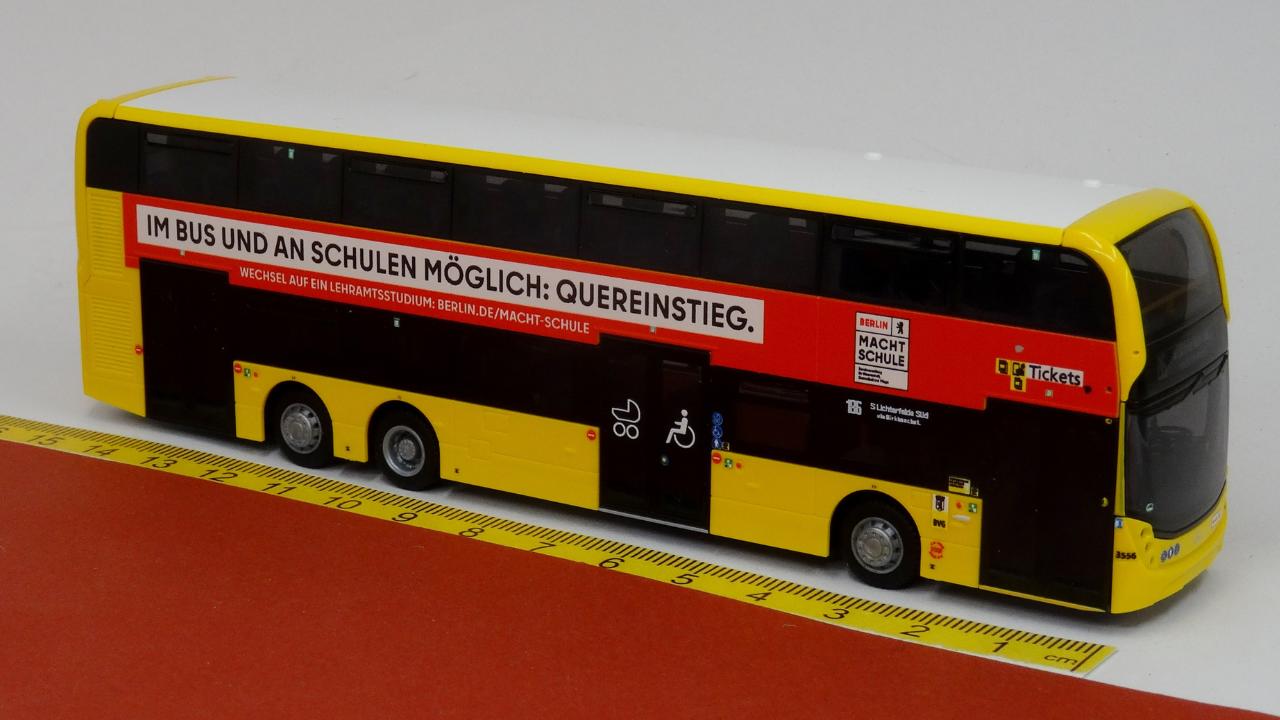 IM BUS UND AN SCHULEN MÖGLICH: QUEREINSTIEG.
WECHSEL AUF EIN LEHRAMTSSTUDIUM: BERLIN.DE/MACHT-SCHULE
BERLIN
MACHT
SCHULE
Tickets
186 S Lichterfelde Süd
via
BVG
3556
15 14 13 12 11 10 9 8 7 6 5 4 3 2 1 cm